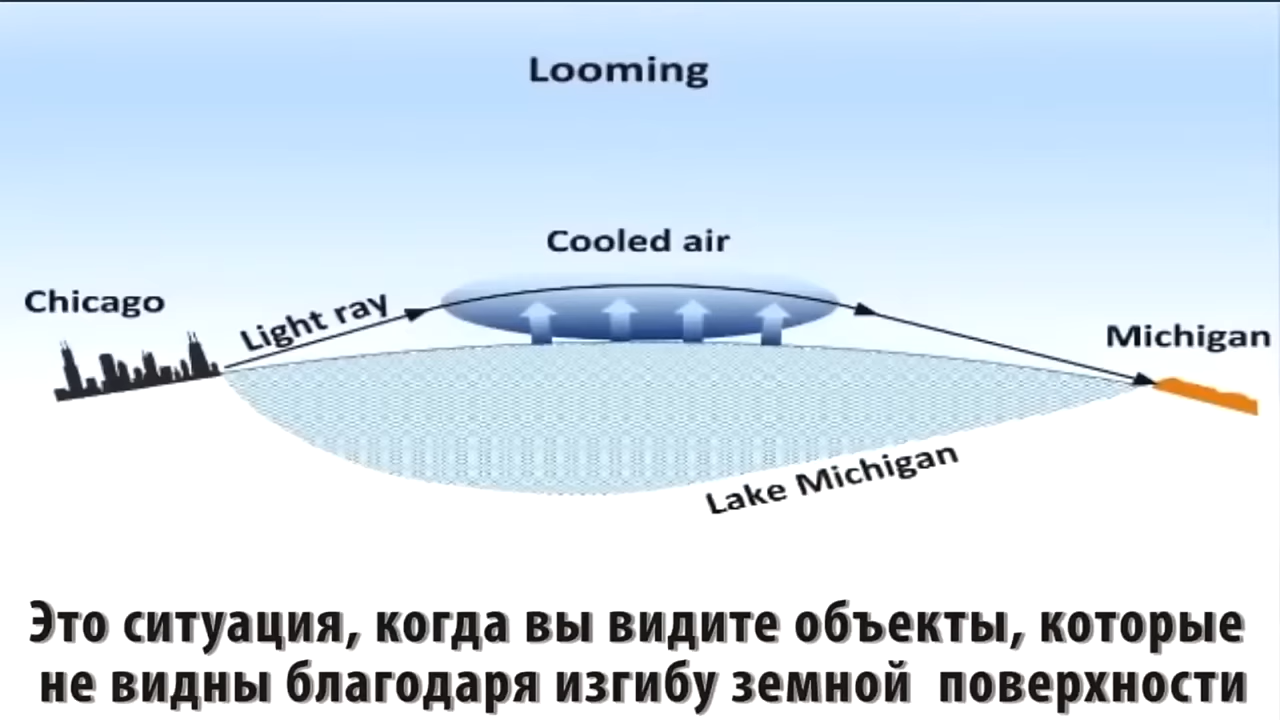 Looming
Cooled air
Chicago
Light ray
Michigan
Lake Michigan
Это ситуация, когда вы видите объекты, которые
не видны благодаря изгибу земной поверхности